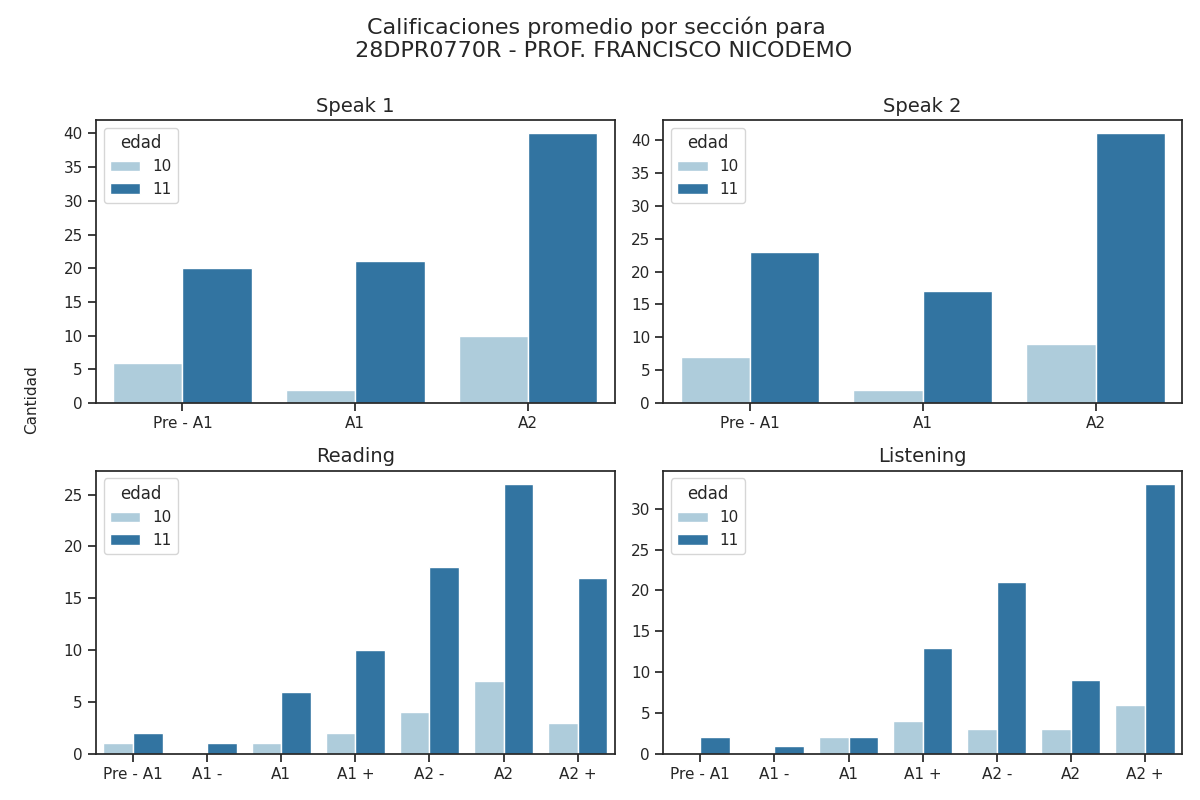 Calificaciones promedio por sección para
28DPR0770R - PROF. FRANCISCO NICODEMO
Cantidad
Speak 1
edad
10
11
40
35
30
25
20
15
10
5
0
Pre - A1 A1 A2
Speak 2
edad
10
11
40
35
30
25
20
15
10
5
0
Pre - A1 A1 A2
Reading
edad
10
11
25
20
15
10
5
0
Pre - A1 A1 - A1 A1 + A2 - A2 A2 +
Listening
edad
10
11
30
25
20
15
10
5
0
Pre - A1 A1 - A1 A1 + A2 - A2 A2 +